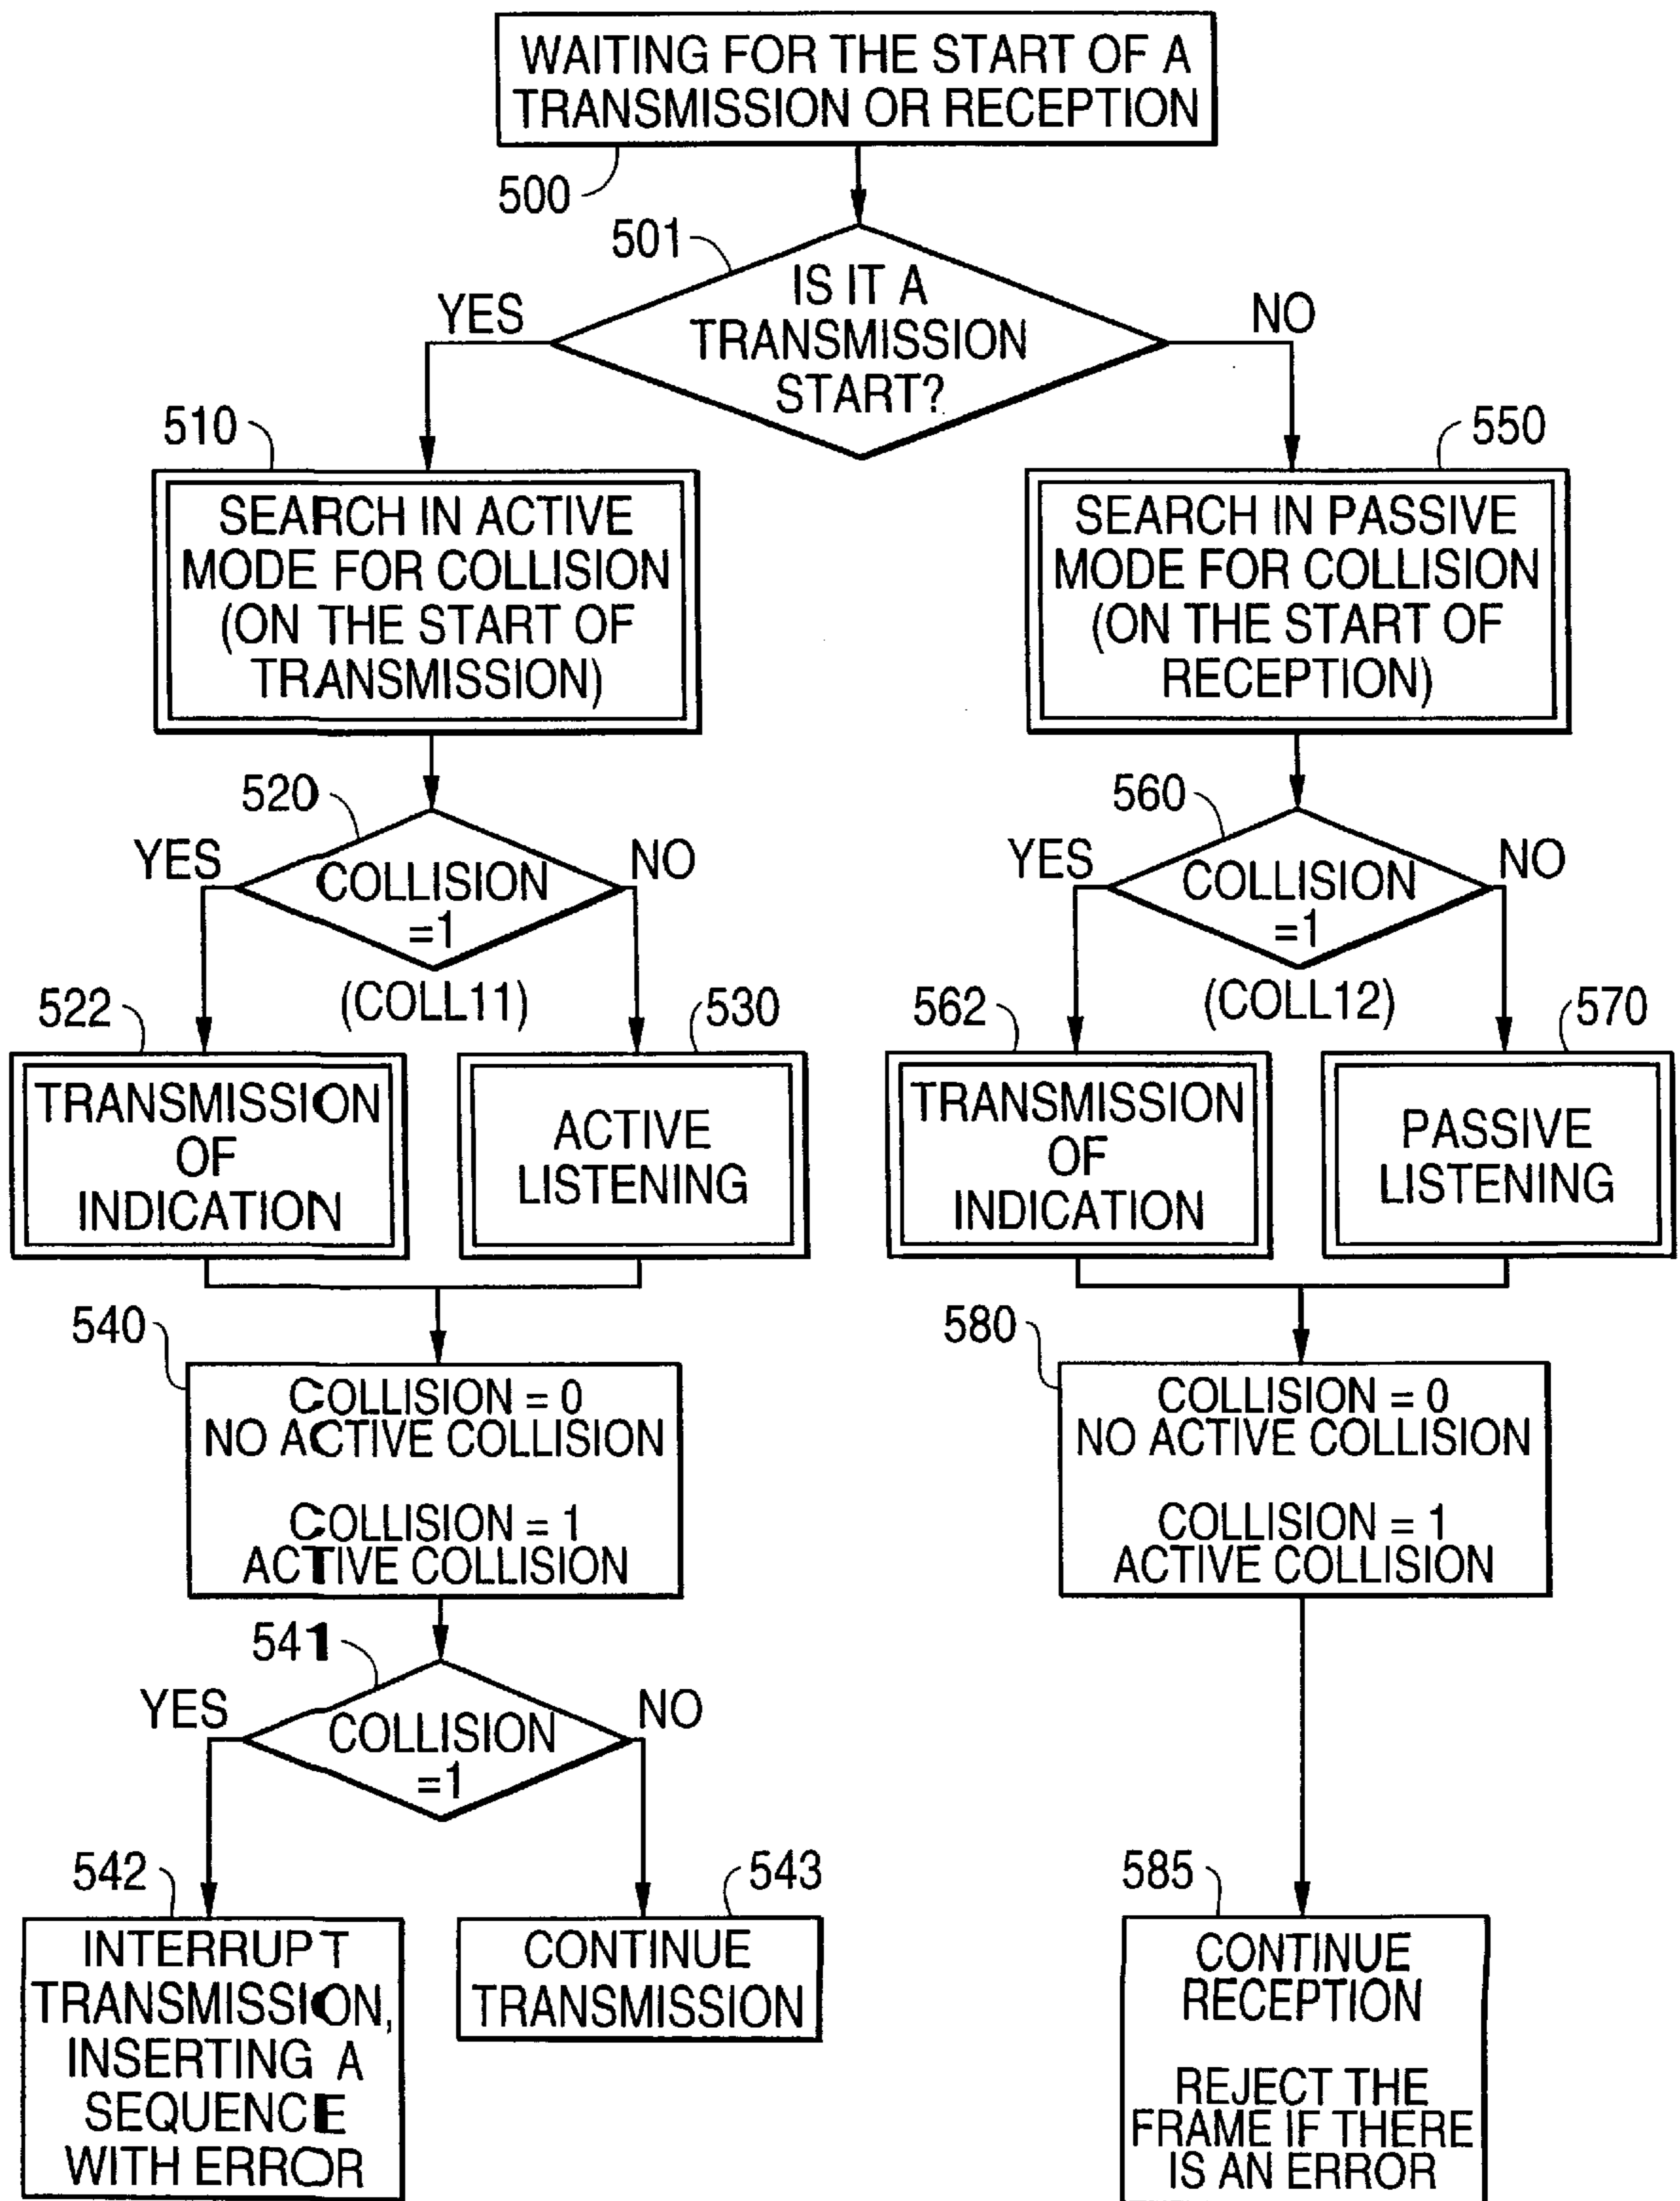 WAITING FOR THE START OF A
TRANSMISSION OR RECEPTION
500
501
IS IT A
TRANSMISSION
START?
YES
NO
510
SEARCH IN ACTIVE
MODE FOR COLLISION
(ON THE START OF
TRANSMISSION)
550
SEARCH IN PASSIVE
MODE FOR COLLISION
(ON THE START OF
RECEPTION)
520
YES
COLLISION
=1
NO
(COLL11)
560
YES
COLLISION
=1
NO
(COLL12)
522
TRANSMISSION
OF
INDICATION
530
ACTIVE
LISTENING
562
TRANSMISSION
OF
INDICATION
570
PASSIVE
LISTENING
540
COLLISION = 0
NO ACTIVE COLLISION
COLLISION = 1
ACTIVE COLLISION
580
COLLISION = 0
NO ACTIVE COLLISION
COLLISION = 1
ACTIVE COLLISION
541
YES
COLLISION
=1
NO
542
INTERRUPT
TRANSMISSION,
INSERTING A
SEQUENCE
WITH ERROR
543
CONTINUE
TRANSMISSION
585
CONTINUE
RECEPTION
REJECT THE
FRAME IF THERE
IS AN ERROR